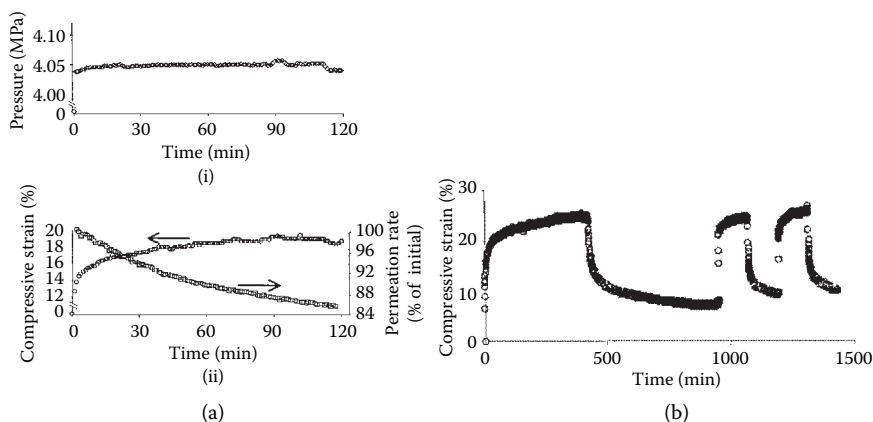 Pressure (MPa)
4.10
4.05
4.00
0
0 30 60 90 120
Time (min)
(i)
Compressive strain (%)
20
18
16
14
12
0
100
96
92
88
84
Permeation rate
(% of initial)
0 30 60 90 120
Time (min)
(ii)
(a)
Compressive strain (%)
30
20
10
0
0 500 1000 1500
Time (min)
(b)